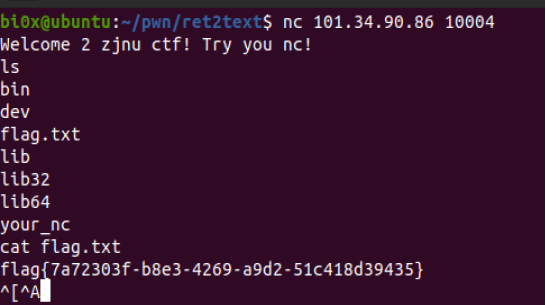 bi0x@ubuntu:~/pwn/ret2text$ nc 101.34.90.86 10004
Welcome 2 zjnu ctf! Try you nc!
ls
bin
dev
flag.txt
lib
lib32
lib64
your_nc
cat flag.txt
flag{7a72303f-b8e3-4269-a9d2-51c418d39435}
^[^A